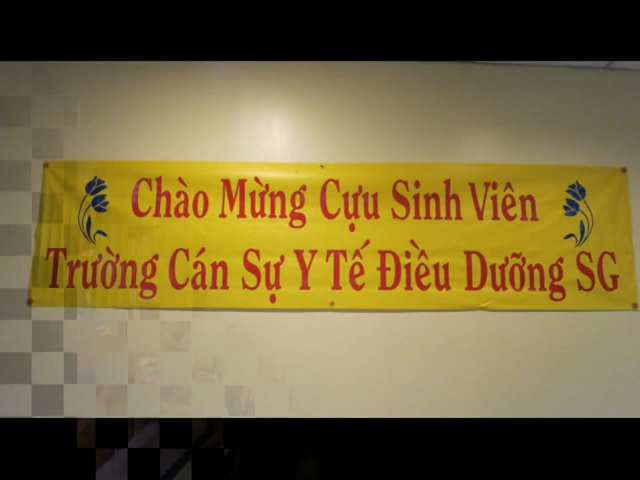 Chào Mừng Cựu Sinh Viên
Trường Cán Sự Y Tế Điều Dưỡng SG